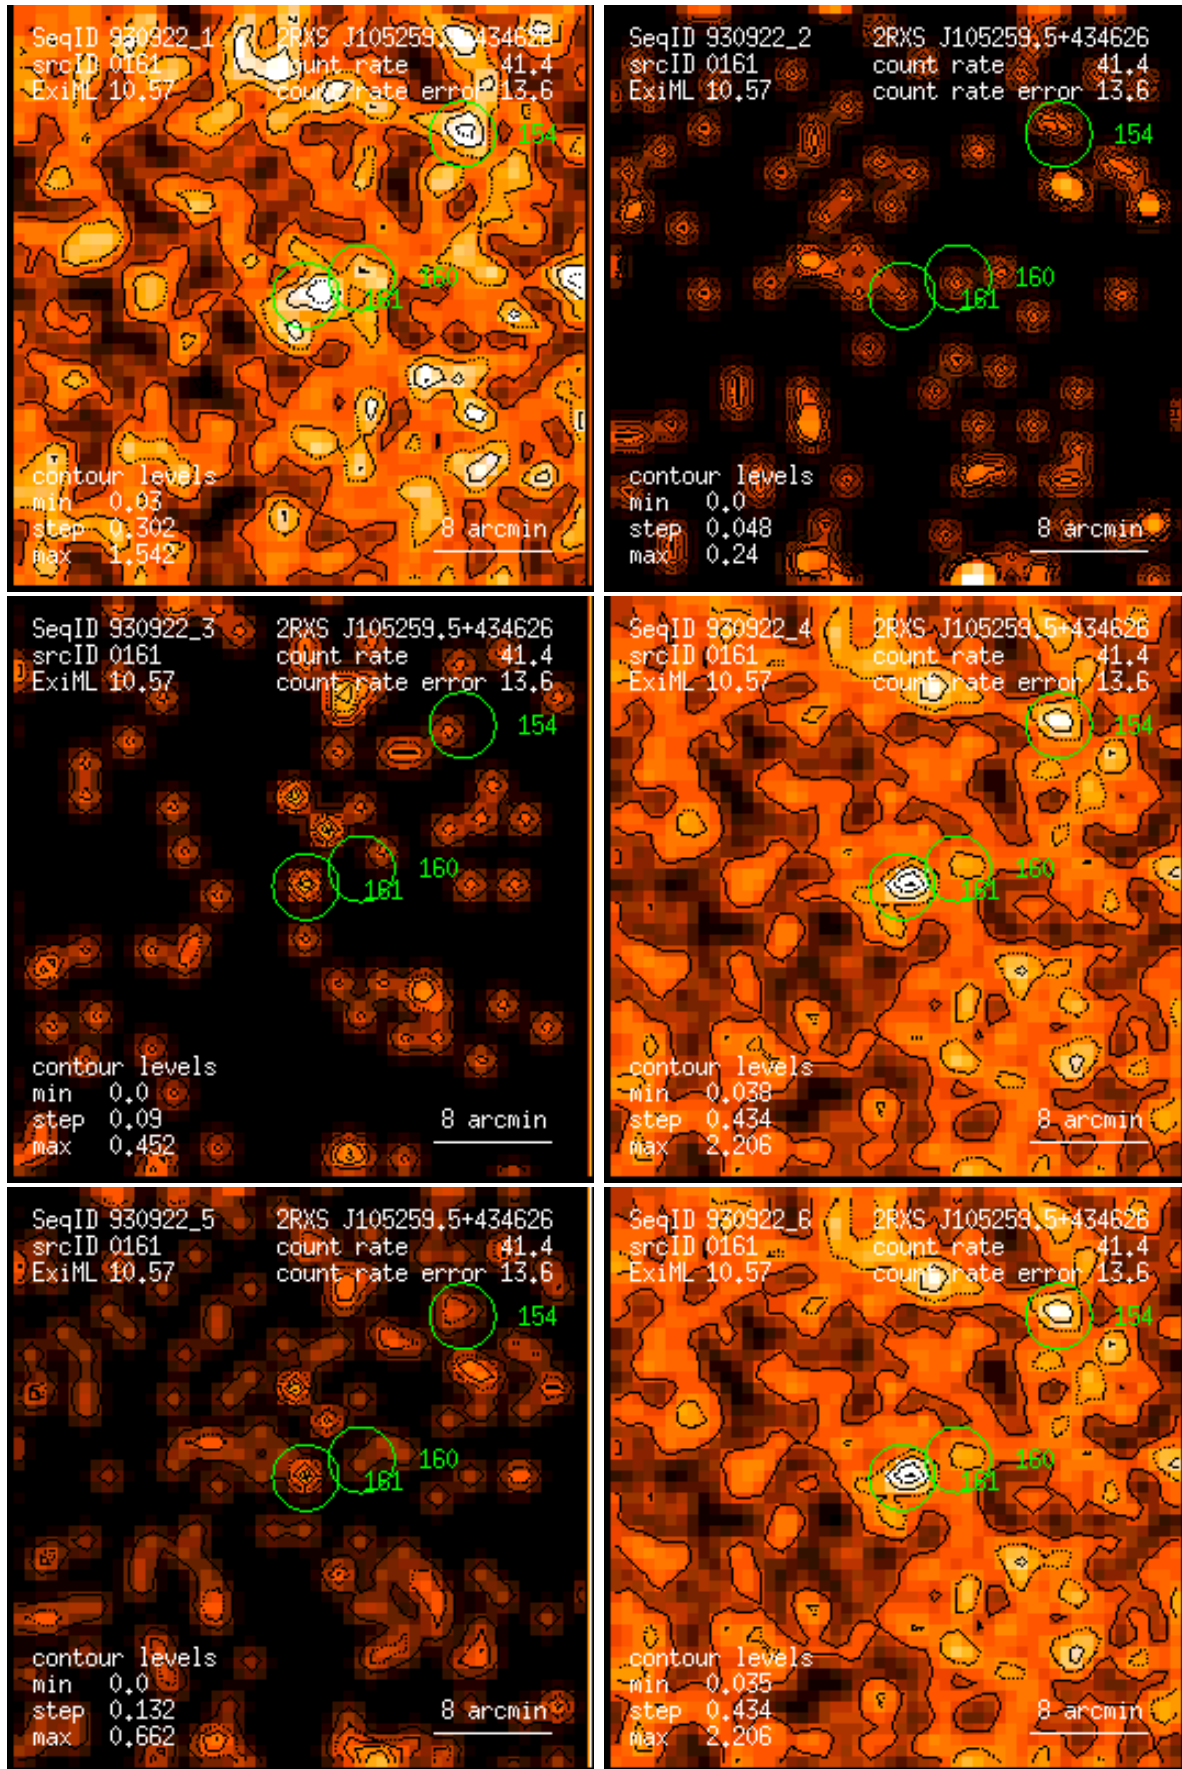 SeqID 930922_1 2RXS J105259.5+434626
srcID 0161 count rate 41.4
ExiML 10.57 count rate error 13.6
154
160
161
contour levels
min 0.03
step 0.302
max 1.542
8 arcmin
SeqID 930922_2 2RXS J105259.5+434626
srcID 0161 count rate 41.4
ExiML 10.57 count rate error 13.6
154
160
161
contour levels
min 0.0
step 0.048
max 0.24
8 arcmin
SeqID 930922_3 2RXS J105259.5+434626
srcID 0161 count rate 41.4
ExiML 10.57 count rate error 13.6
154
160
161
contour levels
min 0.0
step 0.09
max 0.452
8 arcmin
SeqID 930922_4 2RXS J105259.5+434626
srcID 0161 count rate 41.4
ExiML 10.57 count rate error 13.6
154
160
161
contour levels
min 0.038
step 0.434
max 2.206
8 arcmin
SeqID 930922_5 2RXS J105259.5+434626
srcID 0161 count rate 41.4
ExiML 10.57 count rate error 13.6
154
160
161
contour levels
min 0.0
step 0.132
max 0.662
8 arcmin
SeqID 930922_6 2RXS J105259.5+434626
srcID 0161 count rate 41.4
ExiML 10.57 count rate error 13.6
154
160
161
contour levels
min 0.035
step 0.434
max 2.206
8 arcmin